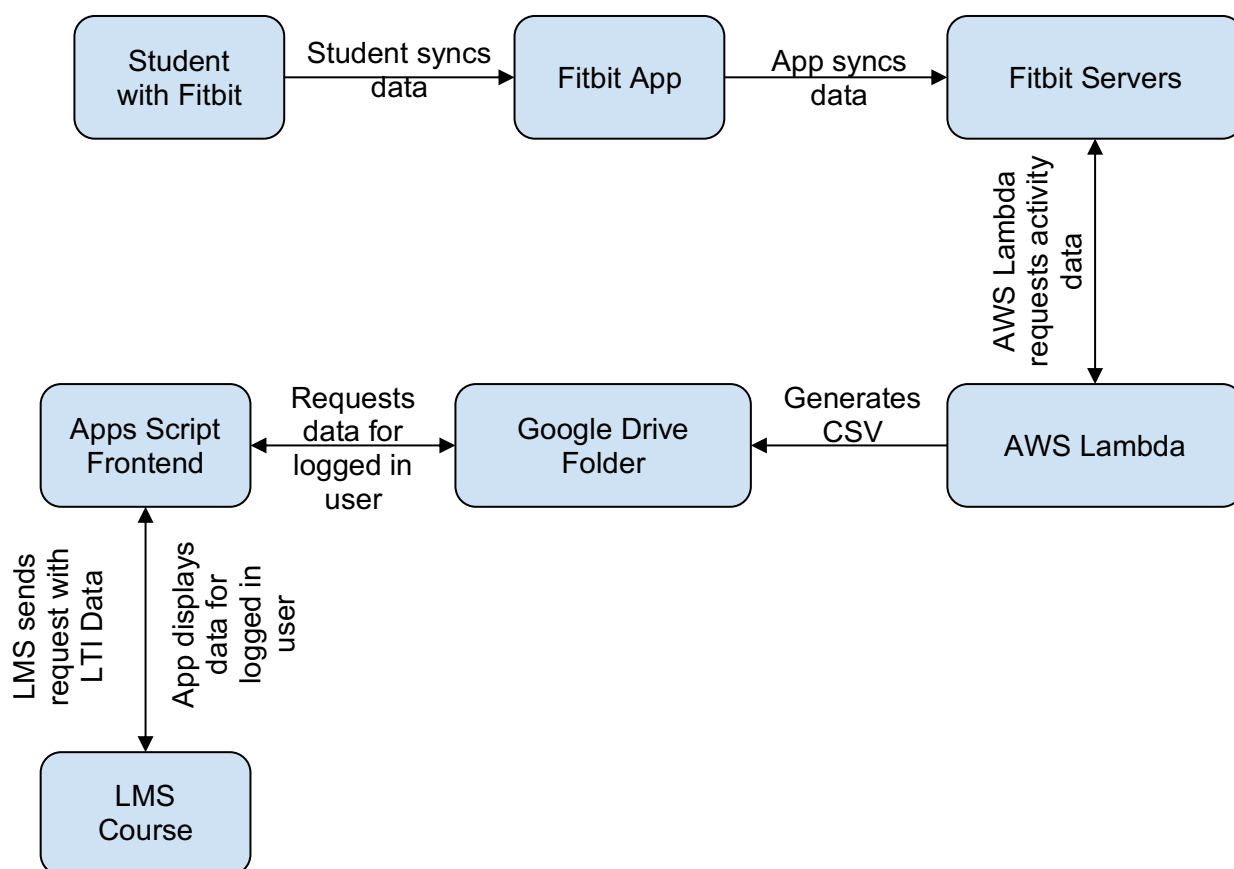 Student
with Fitbit
Student syncs
data
Fitbit App
App syncs
data
Fitbit Servers
AWS Lambda
requests activity
data
Apps Script
Frontend
Requests
data for
logged in
user
Google Drive
Folder
Generates
CSV
AWS Lambda
LMS sends
request with
LTI Data
App displays
data for
logged in
user
LMS
Course